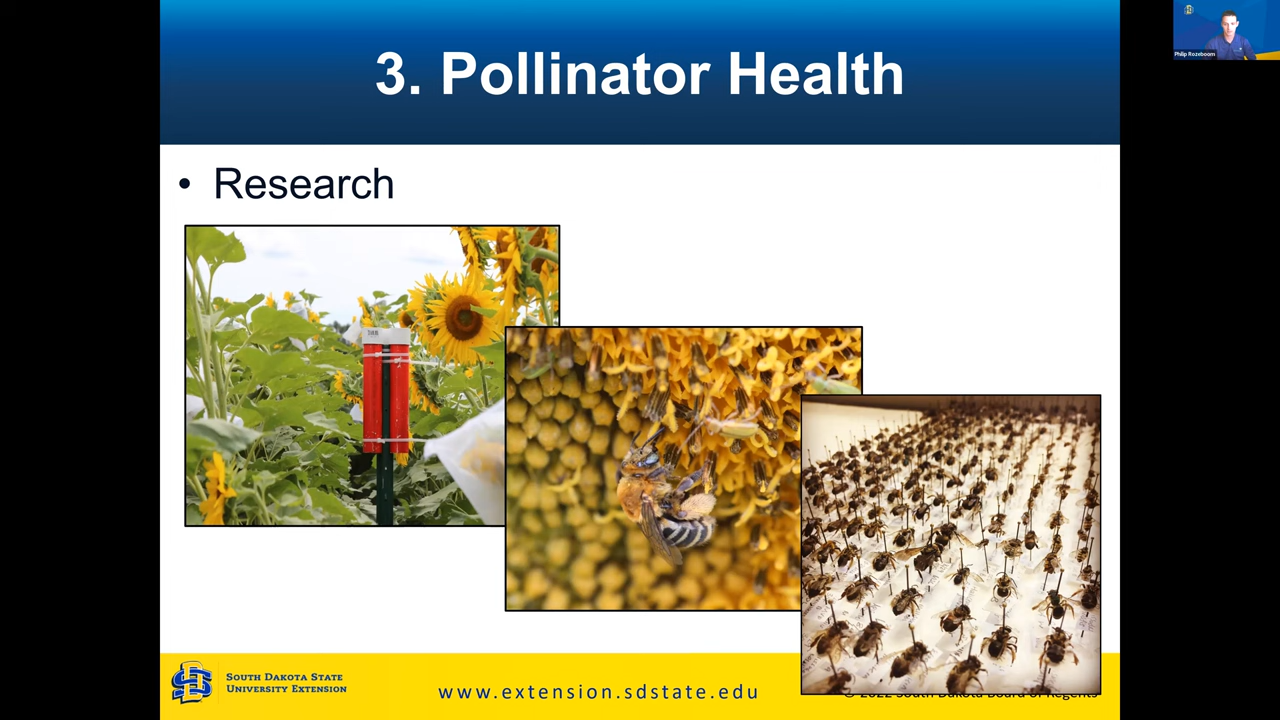 3. Pollinator Health
Philip Rozeboom
• Research
SOUTH DAKOTA STATE
UNIVERSITY EXTENSION
www.extension.sdstate.edu
© 2022 South Dakota Board of Regents